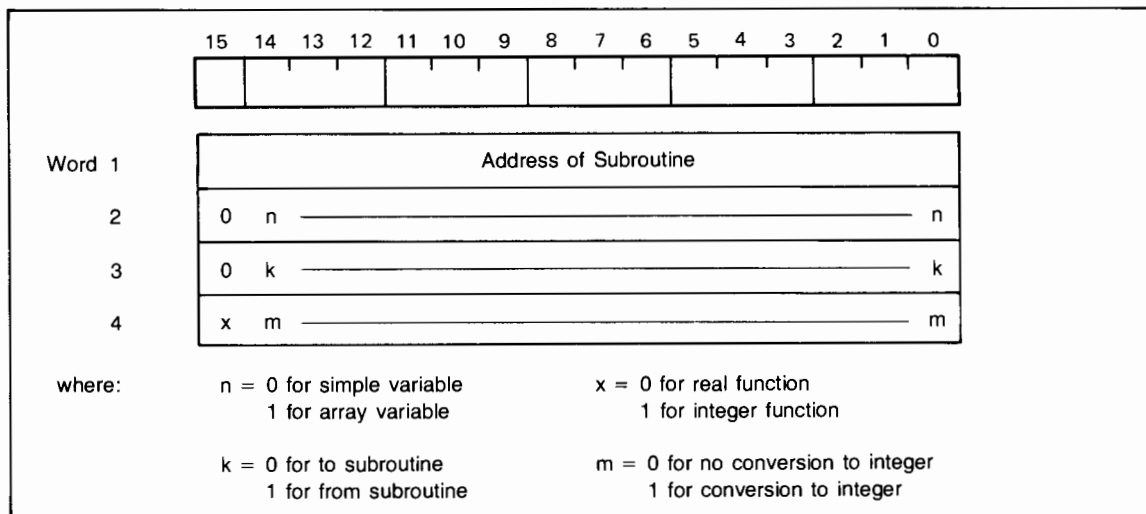 15 14 13 12 11 10 9 8 7 6 5 4 3 2 1 0
Word 1 Address of Subroutine
2 0 n n
3 0 k k
4 x m m
where: n = 0 for simple variable x = 0 for real function
1 for array variable 1 for integer function
k = 0 for to subroutine m = 0 for no conversion to integer
1 for from subroutine 1 for conversion to integer